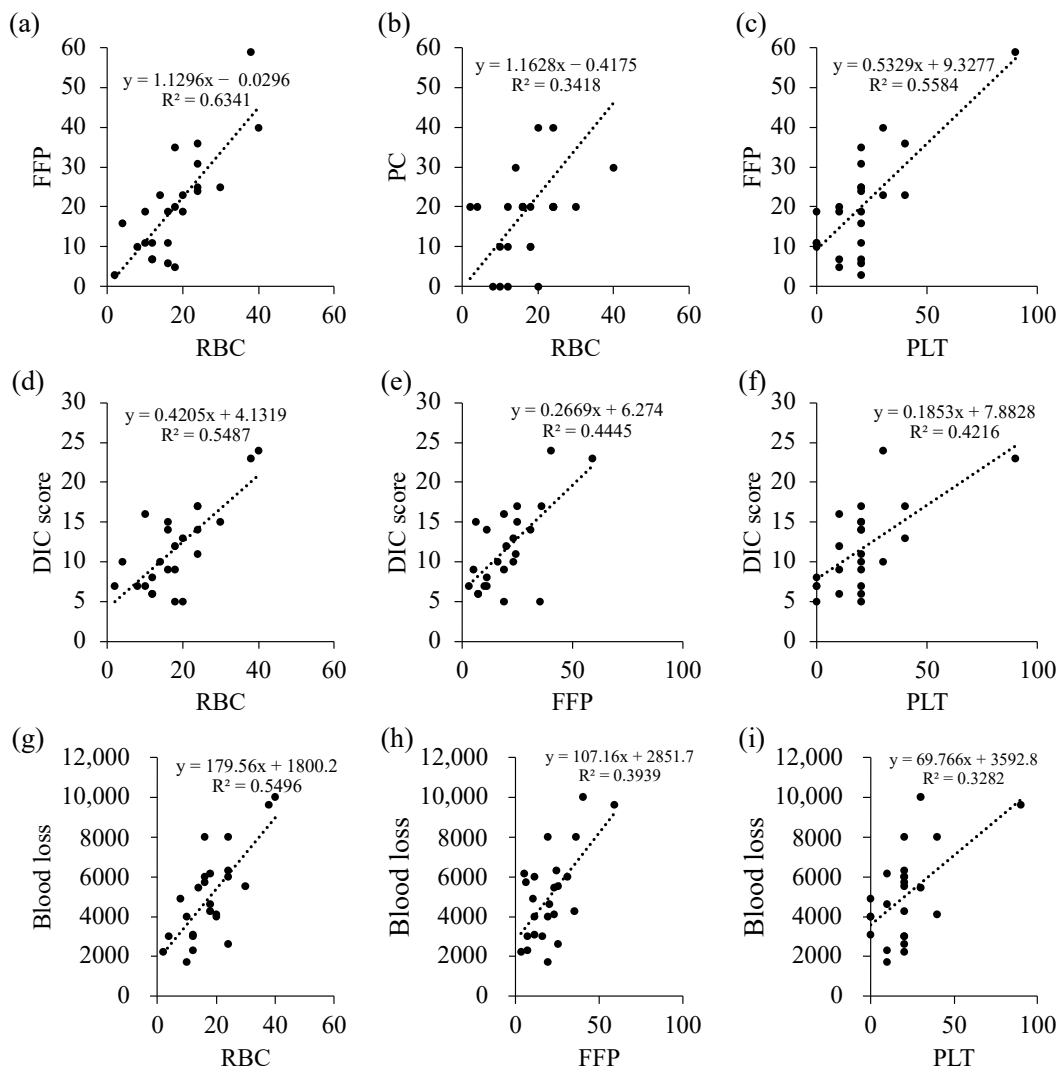 (a)
60
50
40
30
20
10
0
FFP
y = 1.1296x − 0.0296
R² = 0.6341
0 20 40 60
RBC
(b)
60
50
40
30
20
10
0
PC
y = 1.1628x − 0.4175
R² = 0.3418
0 20 40 60
RBC
(c)
60
50
40
30
20
10
0
FFP
y = 0.5329x + 9.3277
R² = 0.5584
0 50 100
PLT
(d)
30
25
20
15
10
5
0
DIC score
y = 0.4205x + 4.1319
R² = 0.5487
0 20 40 60
RBC
(e)
30
25
20
15
10
5
0
DIC score
y = 0.2669x + 6.274
R² = 0.4445
0 50 100
FFP
(f)
30
25
20
15
10
5
0
DIC score
y = 0.1853x + 7.8828
R² = 0.4216
0 50 100
PLT
(g)
12,000
10,000
8000
6000
4000
2000
0
Blood loss
y = 179.56x + 1800.2
R² = 0.5496
0 20 40 60
RBC
(h)
12,000
10,000
8000
6000
4000
2000
0
Blood loss
y = 107.16x + 2851.7
R² = 0.3939
0 50 100
FFP
(i)
12,000
10,000
8000
6000
4000
2000
0
Blood loss
y = 69.766x + 3592.8
R² = 0.3282
0 50 100
PLT